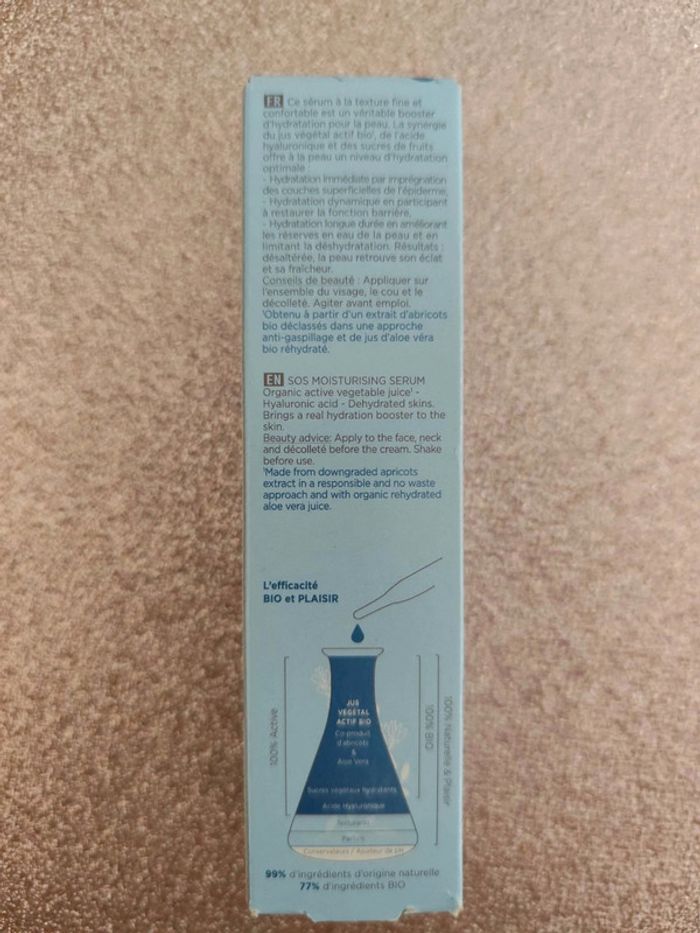 FR Ce sérum à la texture fine et
confortable est un véritable booster
d'hydratation pour la peau. La synergie
du jus végétal actif bio¹, de l'acide
hyaluronique et des sucres de fruits
offre à la peau un niveau d'hydratation
optimale :
- Hydratation immédiate par imprégnation
des couches superficielles de l'épiderme,
- Hydratation dynamique en participant
à restaurer la fonction barrière,
- Hydratation longue durée en améliorant
les réserves en eau de la peau et en
limitant la déshydratation. Résultats :
désaltérée, la peau retrouve son éclat
et sa fraîcheur.
Conseils de beauté : Appliquer sur
l'ensemble du visage, le cou et le
décolleté. Agiter avant emploi.
¹Obtenu à partir d'un extrait d'abricots
bio déclassés dans une approche
anti-gaspillage et de jus d'aloe véra
bio réhydraté.
EN SOS MOISTURISING SERUM
Organic active vegetable juice¹ -
Hyaluronic acid - Dehydrated skins.
Brings a real hydration booster to the
skin.
Beauty advice: Apply to the face, neck
and décolleté before the cream. Shake
before use.
¹Made from downgraded apricots
extract in a responsible and no waste
approach and with organic rehydrated
aloe vera juice.
L'efficacité
BIO et PLAISIR
100% Active
JUS
VÉGÉTAL
ACTIF BIO
Co-produit
d'abricots
&
Aloe Vera
Sucres végétaux hydratants
Acide Hyaluronique
Texturant
Parfum
Conservateurs / Ajusteur de pH
100% BIO
100% Naturelle & Plaisir
99% d'ingrédients d'origine naturelle
77% d'ingrédients BIO